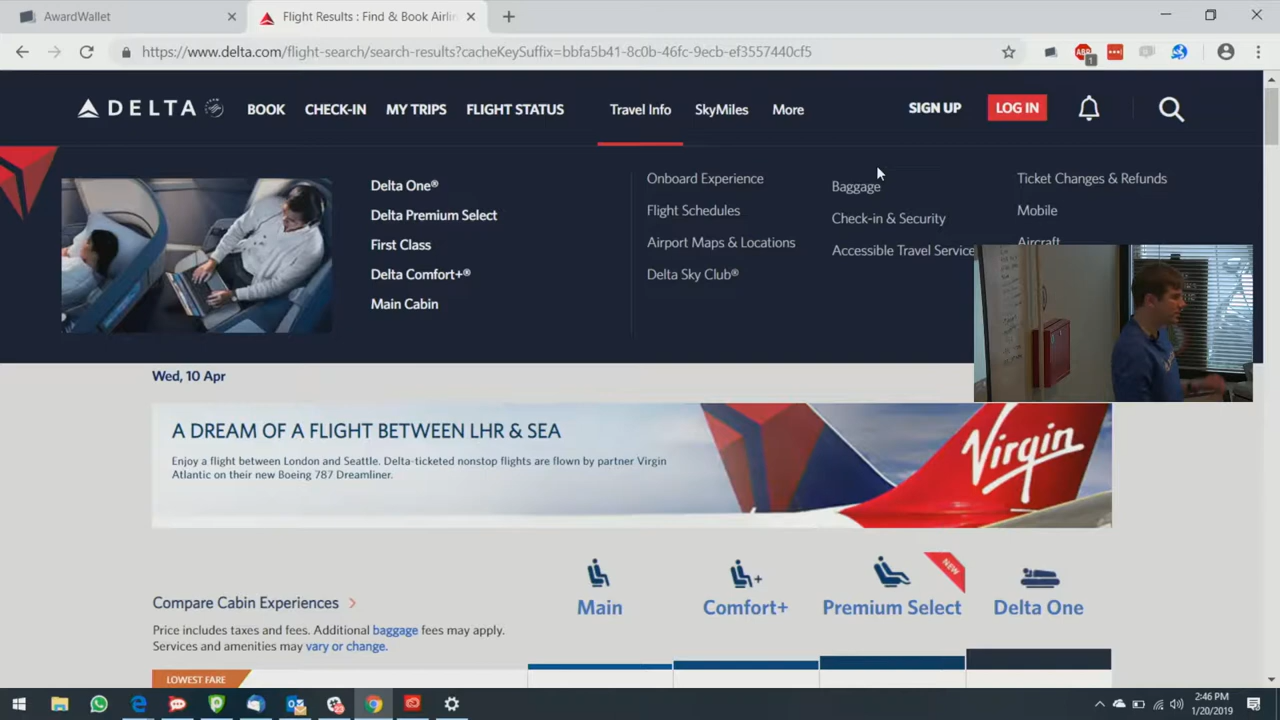 AwardWallet
Flight Results : Find & Book Airlin
https://www.delta.com/flight-search/search-results?cacheKeySuffix=bbfa5b41-8c0b-46fc-9ecb-ef3557440cf5
ABP
1
DELTA
BOOK
CHECK-IN
MY TRIPS
FLIGHT STATUS
Travel Info
SkyMiles
More
SIGN UP
LOG IN
Delta One®
Delta Premium Select
First Class
Delta Comfort+®
Main Cabin
Onboard Experience
Flight Schedules
Airport Maps & Locations
Delta Sky Club®
Baggage
Check-in & Security
Accessible Travel Service
Ticket Changes & Refunds
Mobile
Aircraft
Wed, 10 Apr
A DREAM OF A FLIGHT BETWEEN LHR & SEA
Enjoy a flight between London and Seattle. Delta-ticketed nonstop flights are flown by partner Virgin
Atlantic on their new Boeing 787 Dreamliner.
Virgin
NEW
Compare Cabin Experiences
Main
Comfort+
Premium Select
Delta One
Price includes taxes and fees. Additional baggage fees may apply.
Services and amenities may vary or change.
LOWEST FARE
2:46 PM
1/20/2019